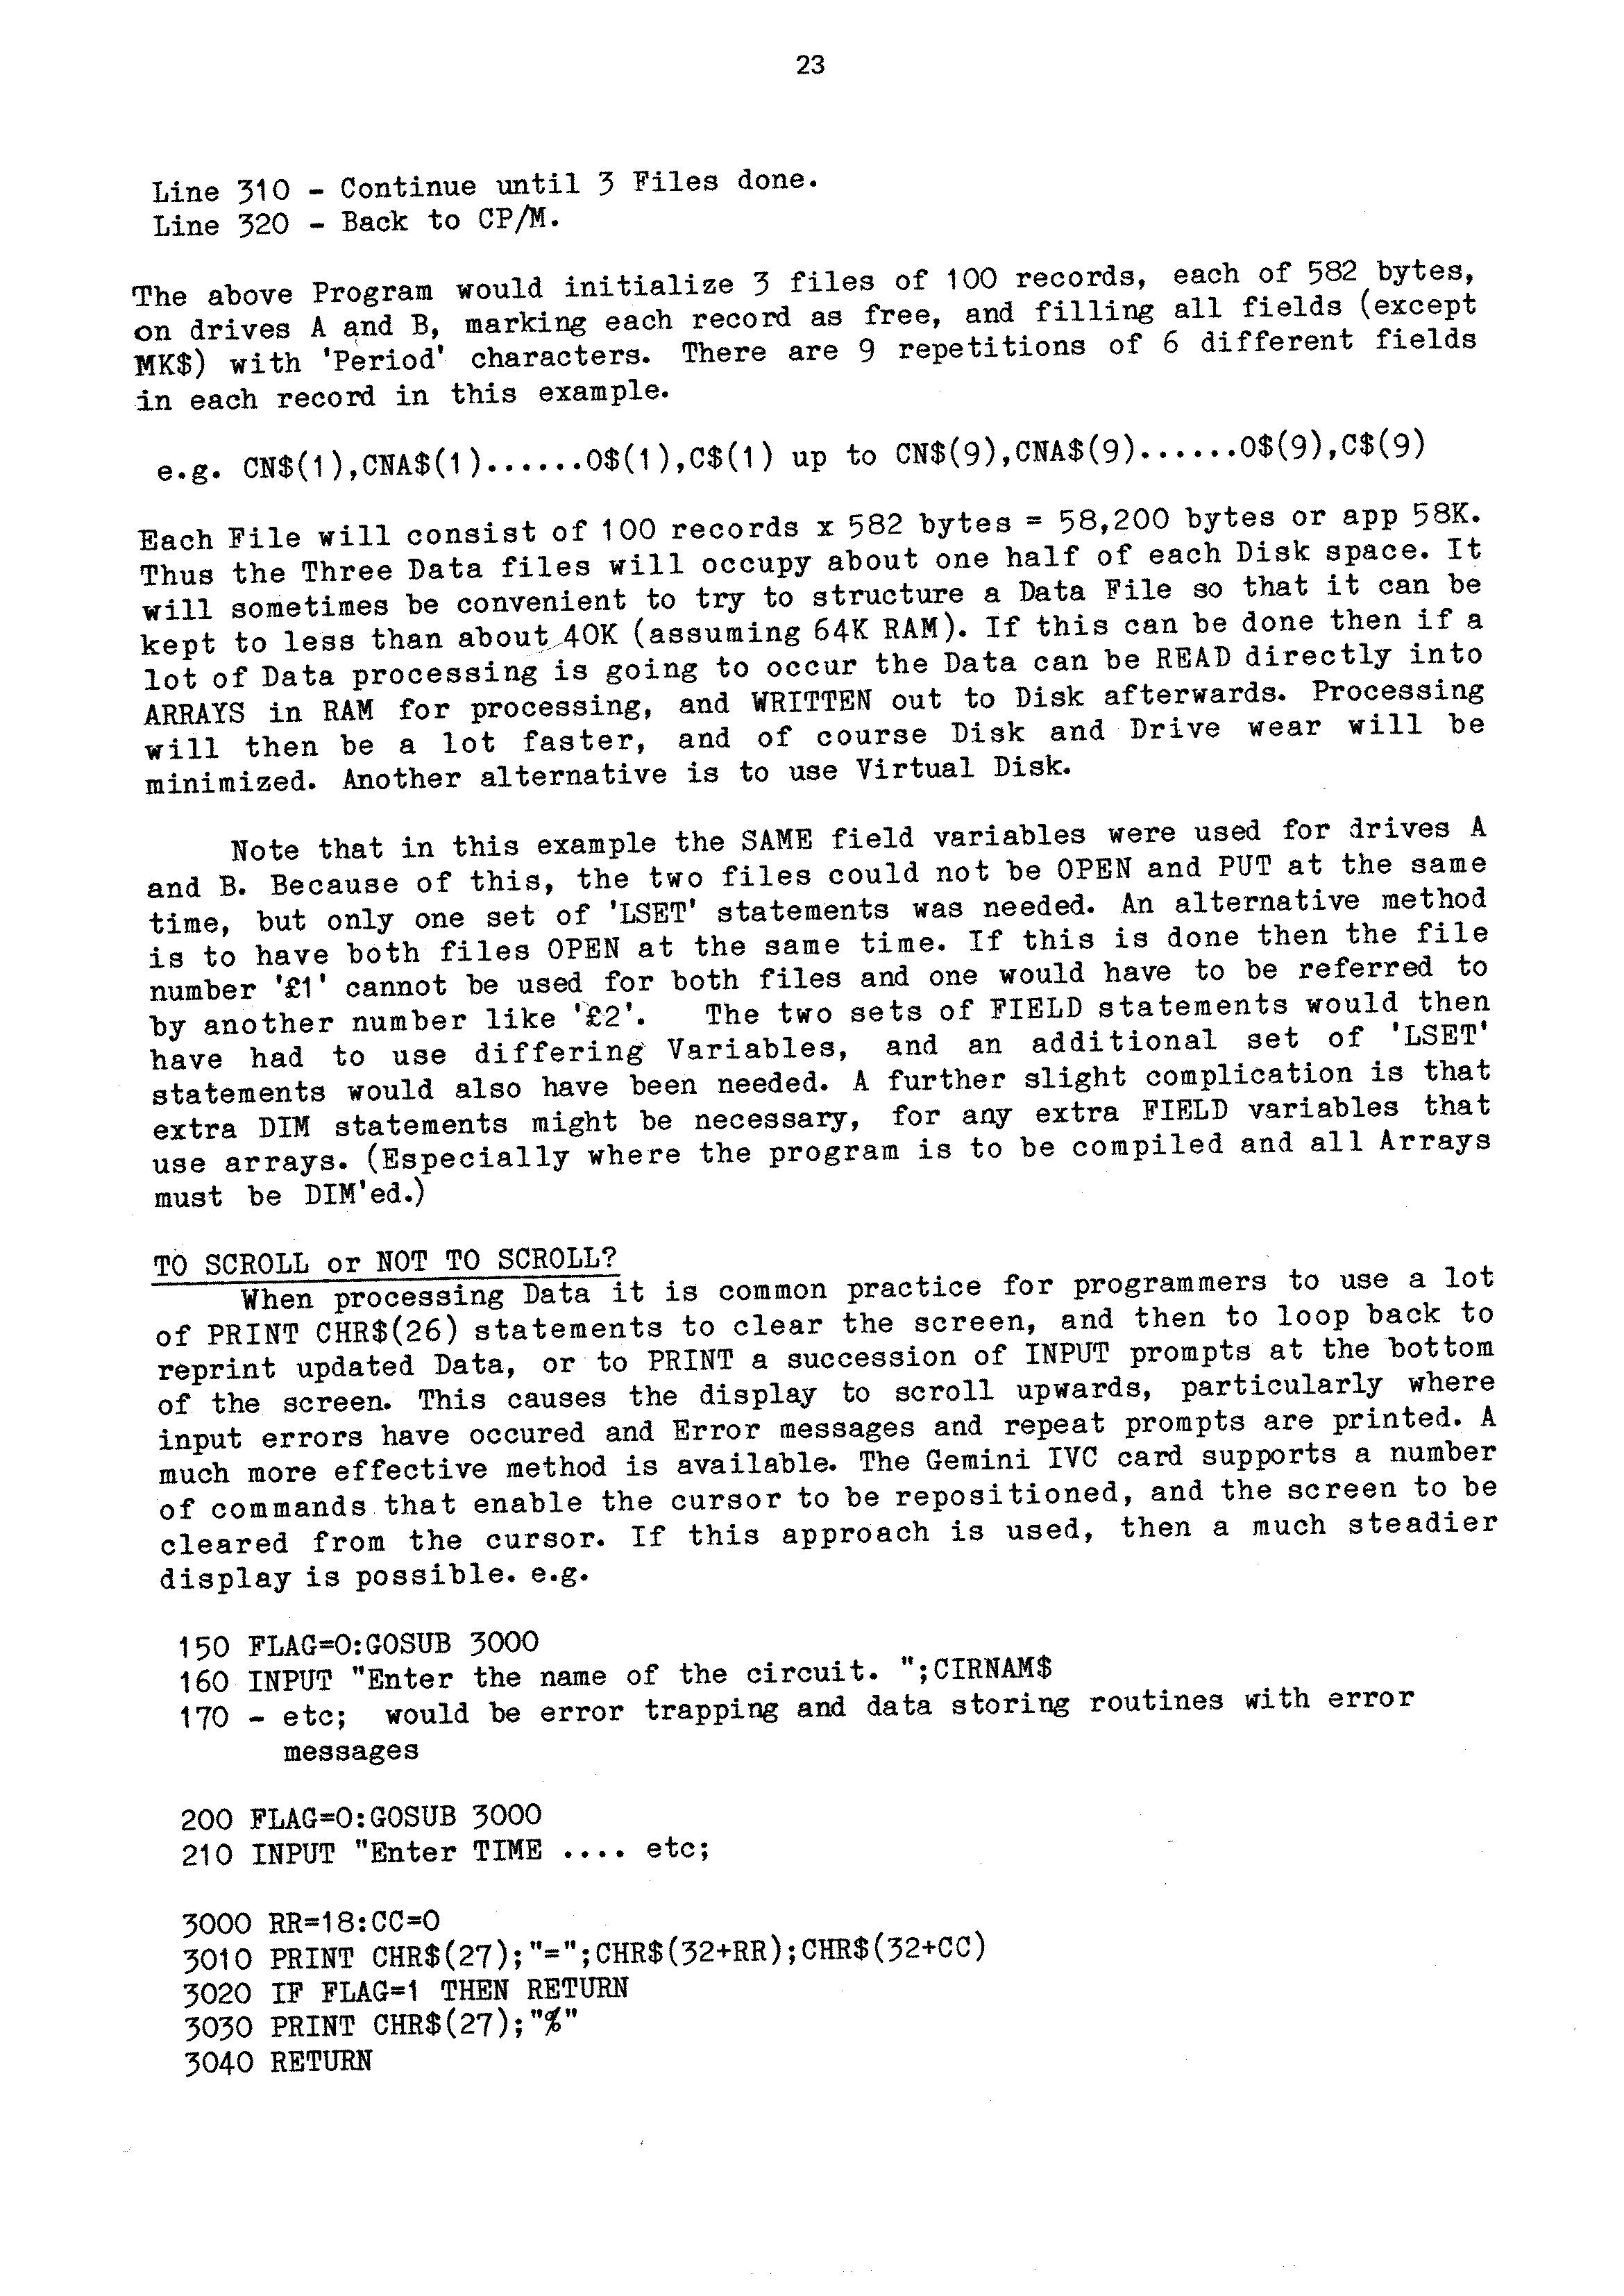 23
Line 310 - Continue until 3 Files done.
Line 320 - Back to CP/M.
The above Program would initialize 3 files of 100 records, each of 582 bytes,
on drives A and B, marking each record as free, and filling all fields (except
MK$) with 'Period' characters. There are 9 repetitions of 6 different fields
in each record in this example.
e.g. CN$(1),CNA$(1)......O$(1),C$(1) up to CN$(9),CNA$(9)......O$(9),C$(9)
Each File will consist of 100 records x 582 bytes = 58,200 bytes or app 58K.
Thus the Three Data files will occupy about one half of each Disk space. It
will sometimes be convenient to try to structure a Data File so that it can be
kept to less than about 40K (assuming 64K RAM). If this can be done then if a
lot of Data processing is going to occur the Data can be READ directly into
ARRAYS in RAM for processing, and WRITTEN out to Disk afterwards. Processing
will then be a lot faster, and of course Disk and Drive wear will be
minimized. Another alternative is to use Virtual Disk.
Note that in this example the SAME field variables were used for drives A
and B. Because of this, the two files could not be OPEN and PUT at the same
time, but only one set of 'LSET' statements was needed. An alternative method
is to have both files OPEN at the same time. If this is done then the file
number '£1' cannot be used for both files and one would have to be referred to
by another number like '£2'. The two sets of FIELD statements would then
have had to use differing Variables, and an additional set of 'LSET'
statements would also have been needed. A further slight complication is that
extra DIM statements might be necessary, for any extra FIELD variables that
use arrays. (Especially where the program is to be compiled and all Arrays
must be DIM'ed.)
TO SCROLL or NOT TO SCROLL?
When processing Data it is common practice for programmers to use a lot
of PRINT CHR$(26) statements to clear the screen, and then to loop back to
reprint updated Data, or to PRINT a succession of INPUT prompts at the bottom
of the screen. This causes the display to scroll upwards, particularly where
input errors have occured and Error messages and repeat prompts are printed. A
much more effective method is available. The Gemini IVC card supports a number
of commands that enable the cursor to be repositioned, and the screen to be
cleared from the cursor. If this approach is used, then a much steadier
display is possible. e.g.
150 FLAG=0:GOSUB 3000
160 INPUT "Enter the name of the circuit. ";CIRNAM$
170 - etc; would be error trapping and data storing routines with error
messages
200 FLAG=0:GOSUB 3000
210 INPUT "Enter TIME .... etc;
3000 RR=18:CC=0
3010 PRINT CHR$(27);"=";CHR$(32+RR);CHR$(32+CC)
3020 IF FLAG=1 THEN RETURN
3030 PRINT CHR$(27);"%"
3040 RETURN